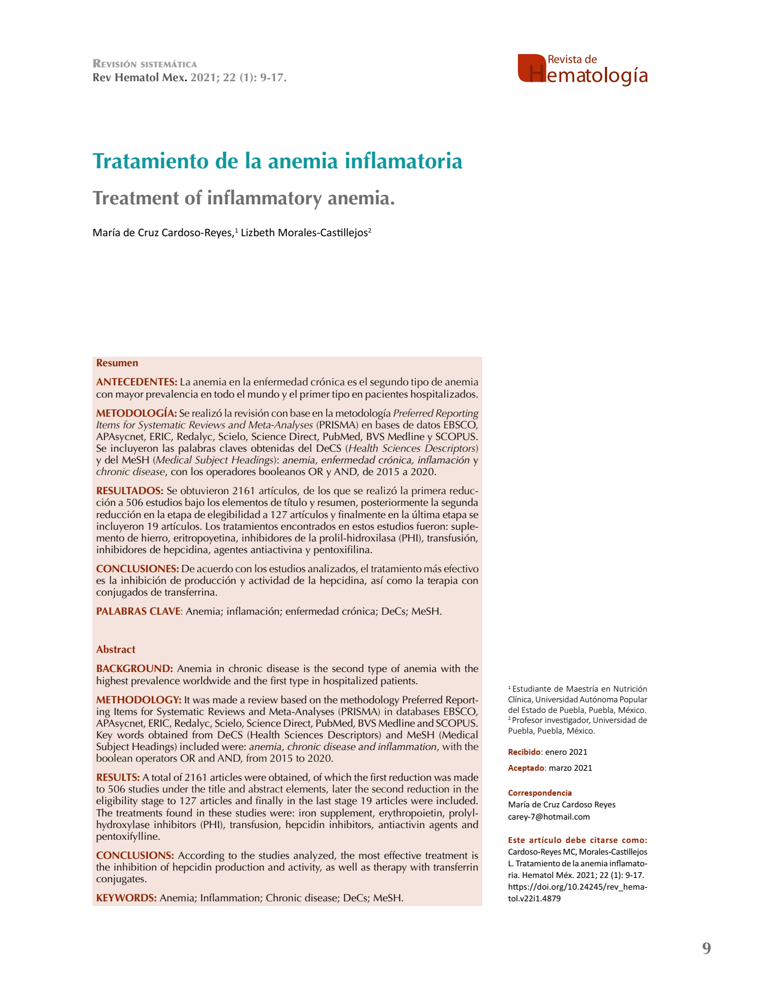 Revisión sistemática
Rev Hematol Mex. 2021; 22 (1): 9-17.
Revista de
Hematología
Tratamiento de la anemia inflamatoria
Treatment of inflammatory anemia.
María de Cruz Cardoso-Reyes,1 Lizbeth Morales-Castillejos2
Resumen
ANTECEDENTES: La anemia en la enfermedad crónica es el segundo tipo de anemia
con mayor prevalencia en todo el mundo y el primer tipo en pacientes hospitalizados.
METODOLOGÍA: Se realizó la revisión con base en la metodología Preferred Reporting
Items for Systematic Reviews and Meta-Analyses (PRISMA) en bases de datos EBSCO,
APAsycnet, ERIC, Redalyc, Scielo, Science Direct, PubMed, BVS Medline y SCOPUS.
Se incluyeron las palabras claves obtenidas del DeCS (Health Sciences Descriptors)
y del MeSH (Medical Subject Headings): anemia, enfermedad crónica, inflamación y
chronic disease, con los operadores booleanos OR y AND, de 2015 a 2020.
RESULTADOS: Se obtuvieron 2161 artículos, de los que se realizó la primera reduc-
ción a 506 estudios bajo los elementos de título y resumen, posteriormente la segunda
reducción en la etapa de elegibilidad a 127 artículos y finalmente en la última etapa se
incluyeron 19 artículos. Los tratamientos encontrados en estos estudios fueron: suple-
mento de hierro, eritropoyetina, inhibidores de la prolil-hidroxilasa (PHI), transfusión,
inhibidores de hepcidina, agentes antiactivina y pentoxifilina.
CONCLUSIONES: De acuerdo con los estudios analizados, el tratamiento más efectivo
es la inhibición de producción y actividad de la hepcidina, así como la terapia con
conjugados de transferrina.
PALABRAS CLAVE: Anemia; inflamación; enfermedad crónica; DeCs; MeSH.
Abstract
BACKGROUND: Anemia in chronic disease is the second type of anemia with the
highest prevalence worldwide and the first type in hospitalized patients.
METHODOLOGY: It was made a review based on the methodology Preferred Report-
ing Items for Systematic Reviews and Meta-Analyses (PRISMA) in databases EBSCO,
APAsycnet, ERIC, Redalyc, Scielo, Science Direct, PubMed, BVS Medline and SCOPUS.
Key words obtained from DeCS (Health Sciences Descriptors) and MeSH (Medical
Subject Headings) included were: anemia, chronic disease and inflammation, with the
boolean operators OR and AND, from 2015 to 2020.
RESULTS: A total of 2161 articles were obtained, of which the first reduction was made
to 506 studies under the title and abstract elements, later the second reduction in the
eligibility stage to 127 articles and finally in the last stage 19 articles were included.
The treatments found in these studies were: iron supplement, erythropoietin, prolyl-
hydroxylase inhibitors (PHI), transfusion, hepcidin inhibitors, antiactivin agents and
pentoxifylline.
CONCLUSIONS: According to the studies analyzed, the most effective treatment is
the inhibition of hepcidin production and activity, as well as therapy with transferrin
conjugates.
KEYWORDS: Anemia; Inflammation; Chronic disease; DeCs; MeSH.
1 Estudiante de Maestría en Nutrición
Clínica, Universidad Autónoma Popular
del Estado de Puebla, Puebla, México.
2 Profesor investigador, Universidad de
Puebla, Puebla, México.
Recibido: enero 2021
Aceptado: marzo 2021
Correspondencia
María de Cruz Cardoso Reyes
carey-7@hotmail.com
Este artículo debe citarse como:
Cardoso-Reyes MC, Morales-Castillejos
L. Tratamiento de la anemia inflamato-
ria. Hematol Méx. 2021; 22 (1): 9-17.
https://doi.org/10.24245/rev_hema-
tol.v22i1.4879
9